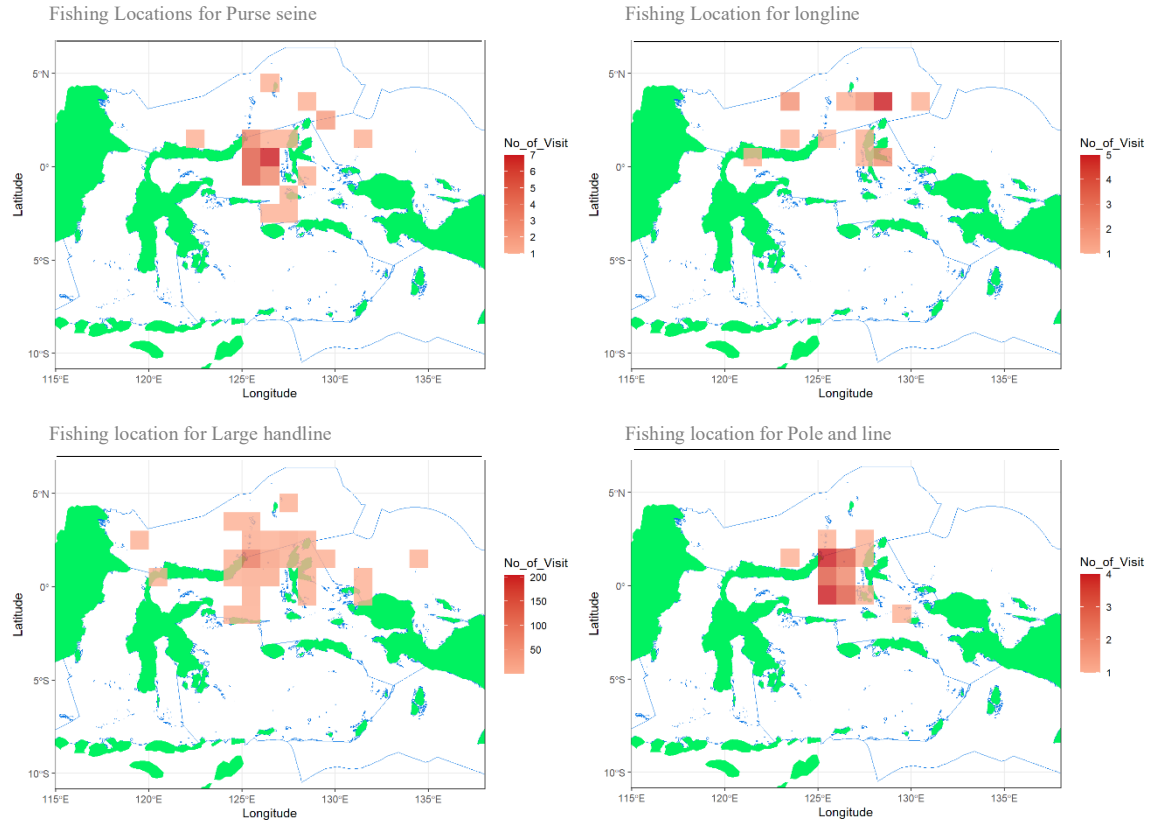 Fishing Locations for Purse seine
5°N
0°
5°S
10°S
115°E 120°E 125°E 130°E 135°E
Latitude
Longitude
No_of_Visit
7
6
5
4
3
2
1
Fishing Location for longline
5°N
0°
5°S
10°S
115°E 120°E 125°E 130°E 135°E
Latitude
Longitude
No_of_Visit
5
4
3
2
1
Fishing location for Large handline
5°N
0°
5°S
10°S
115°E 120°E 125°E 130°E 135°E
Latitude
Longitude
No_of_Visit
200
150
100
50
Fishing location for Pole and line
5°N
0°
5°S
10°S
115°E 120°E 125°E 130°E 135°E
Latitude
Longitude
No_of_Visit
4
3
2
1